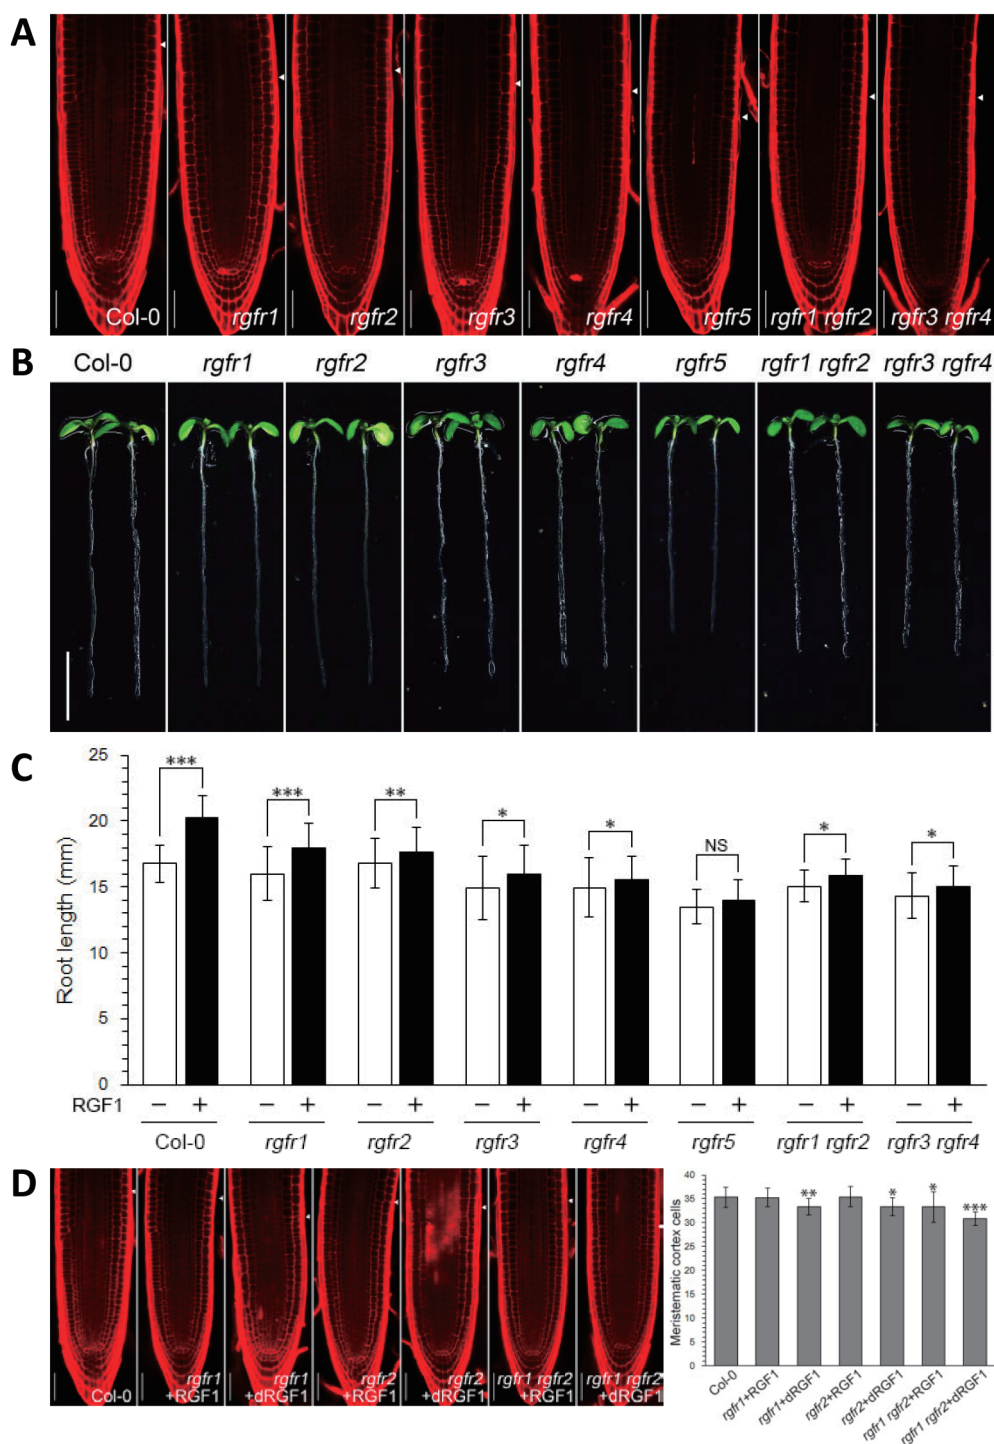 A
Col-0 rgfr1 rgfr2 rgfr3 rgfr4 rgfr5 rgfr1 rgfr2 rgfr3 rgfr4
B
Col-0 rgfr1 rgfr2 rgfr3 rgfr4 rgfr5 rgfr1 rgfr2 rgfr3 rgfr4
C
Root length (mm)
25
20
15
10
5
0
*** *** ** * * NS * *
RGF1 − + − + − + − + − + − + − + − +
Col-0 rgfr1 rgfr2 rgfr3 rgfr4 rgfr5 rgfr1 rgfr2 rgfr3 rgfr4
D
Col-0
rgfr1
+RGF1
rgfr1
+dRGF1
rgfr2
+RGF1
rgfr2
+dRGF1
rgfr1 rgfr2
+RGF1
rgfr1 rgfr2
+dRGF1
Meristematic cortex cells
40
35
30
25
20
15
10
5
0
** * * ***
Col-0
rgfr1+RGF1
rgfr1+dRGF1
rgfr2+RGF1
rgfr2+dRGF1
rgfr1 rgfr2+RGF1
rgfr1 rgfr2+dRGF1